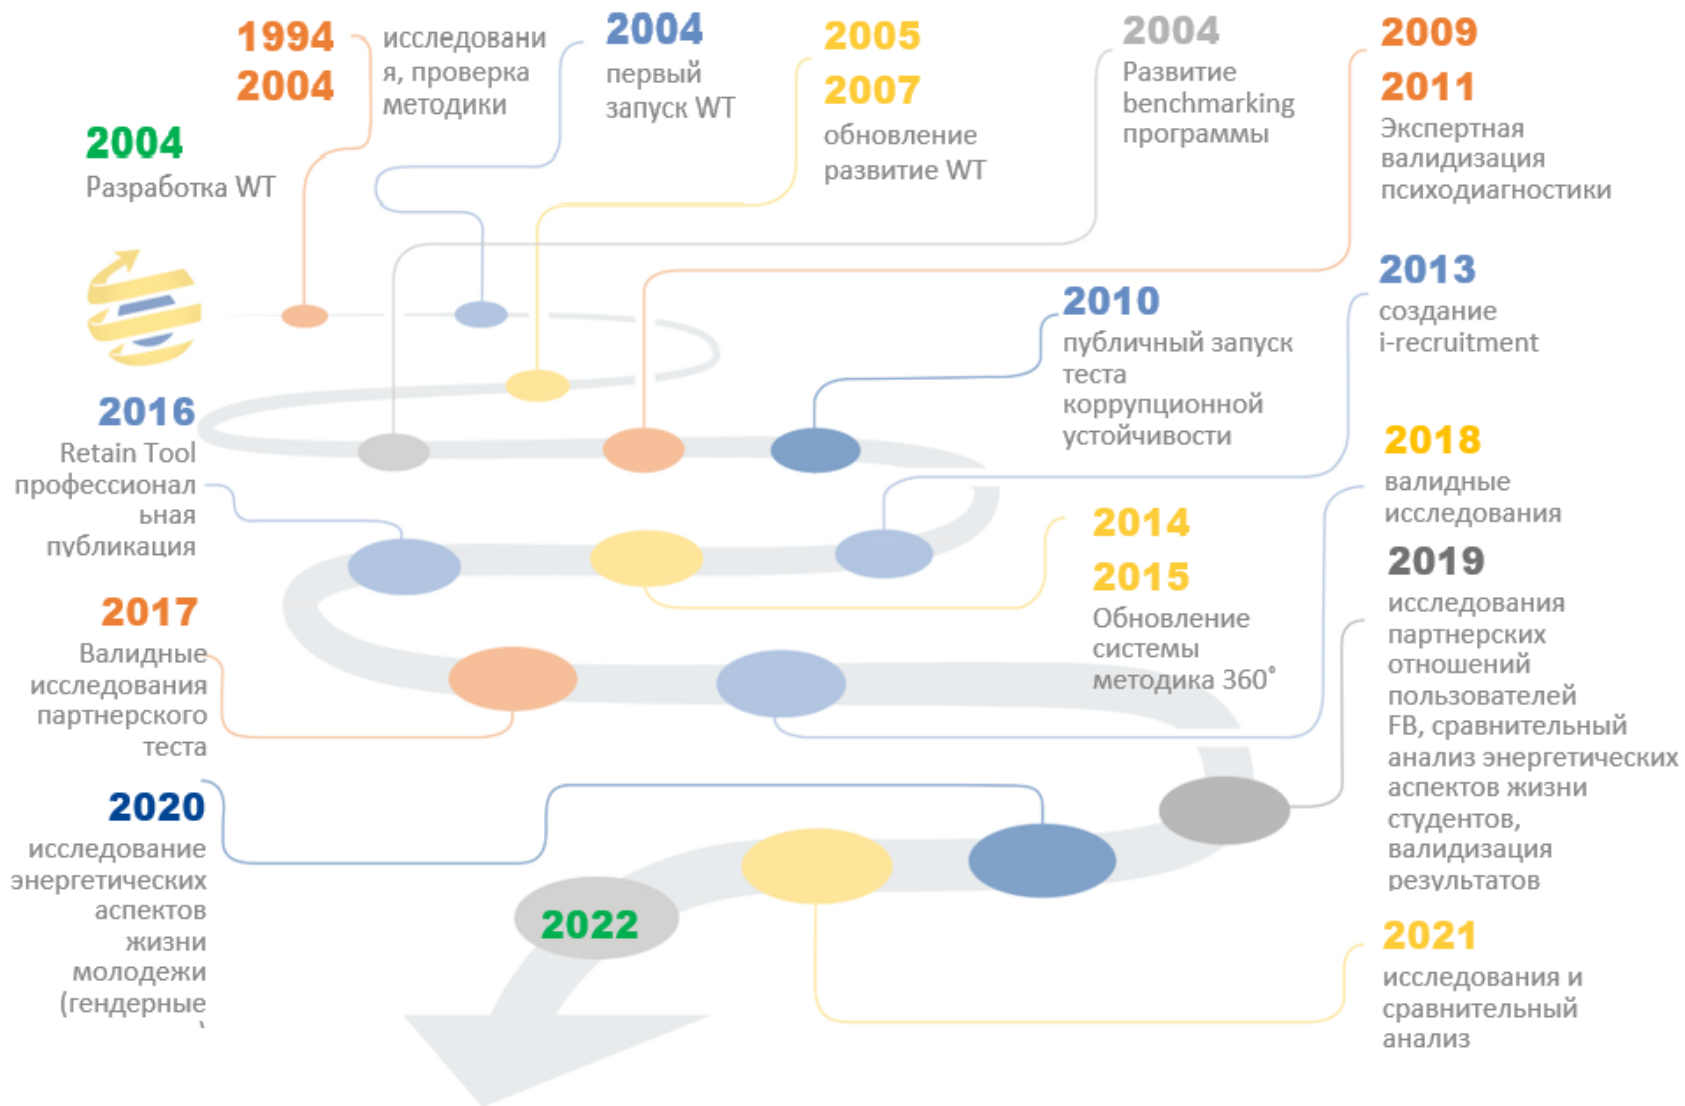 1994
2004
исследовани
я, проверка
методики
2004
первый
запуск WT
2005
2007
обновление
развитие WT
2004
Развитие
benchmarking
программы
2009
2011
Экспертная
валидизация
психодиагностики
2004
Разработка WT
2010
публичный запуск
теста
коррупционной
устойчивости
2013
создание
i-recruitment
2016
Retain Tool
профессионал
ьная
публикация
2014
2015
Обновление
системы
методика 360˚
2018
валидные
исследования
2017
Валидные
исследования
партнерского
теста
2019
исследования
партнерских
отношений
пользователей
FB, сравнительный
анализ энергетических
аспектов жизни
студентов,
валидизация
результатов
2020
исследование
энергетических
аспектов
жизни
молодежи
(гендерные
2022
2021
исследования и
сравнительный
анализ